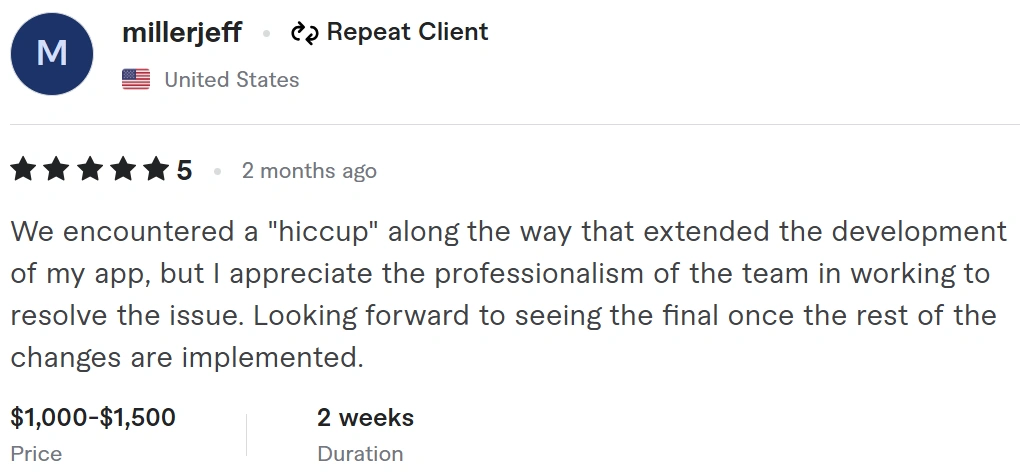 M
millerjeff • Repeat Client
United States
5 • 2 months ago
We encountered a "hiccup" along the way that extended the development
of my app, but I appreciate the professionalism of the team in working to
resolve the issue. Looking forward to seeing the final once the rest of the
changes are implemented.
$1,000-$1,500
Price
2 weeks
Duration